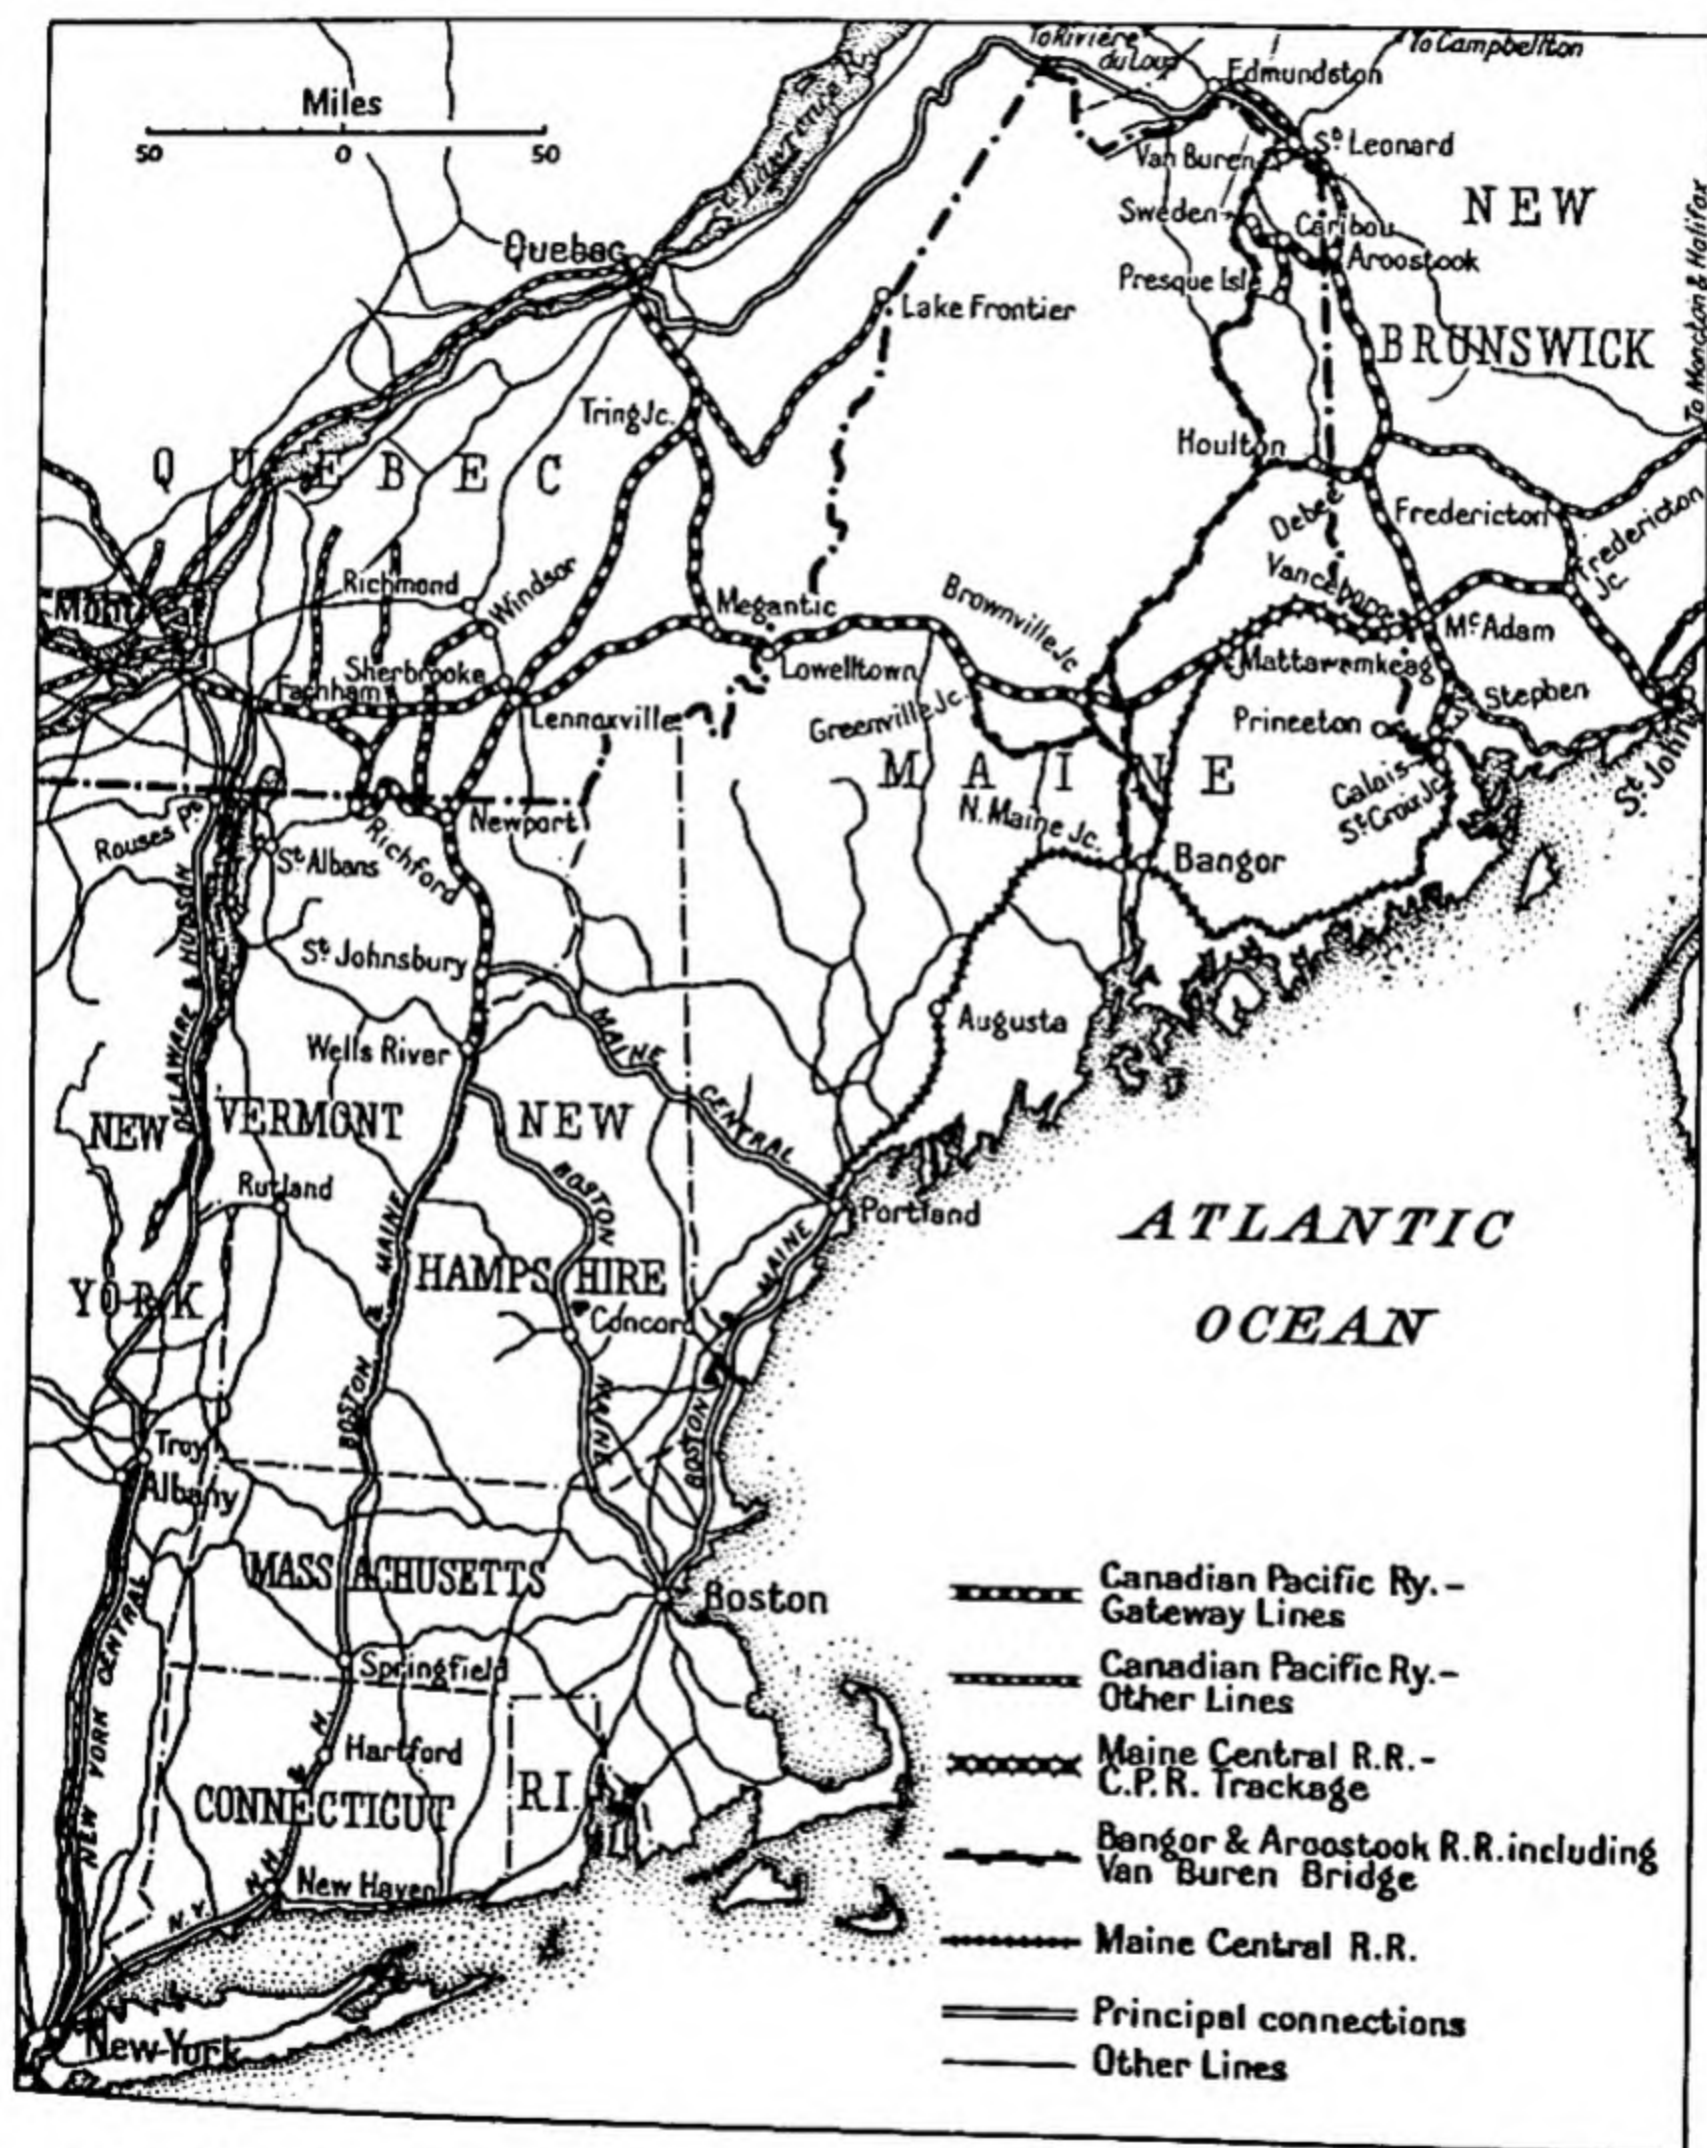 Miles
50 0 50
St. Lawrence
To Riviere
du Loup
To Campbellton
Edmundston
St. Leonard
Van Buren
NEW
Sweden
Caribou
Aroostook
Presque Isle
To Moncton & Halifax
Quebec
Lake Frontier
BRUNSWICK
Tring Jc.
Houlton
QUEBEC
Debec
Fredericton
Fredericton
Jc.
Vanceboro
Richmond
Windsor
Megantic
Brownville Jc.
McAdam
Sherbrooke
Lowelltown
Mattawamkeag
Farnham
Lennoxville
Greenville Jc.
Princeton
Stephen
MAINE
Calais
St. Croix Jc.
St. John
Rouses Pt.
Newport
N. Maine Jc.
St Albans
Richford
Bangor
DELAWARE & HUDSON
St Johnsbury
Augusta
Wells River
MAINE
CENTRAL
NEW
VERMONT
NEW
Rutland
BOSTON
MAINE
Portland
ATLANTIC
YORK
HAMPSHIRE
MAINE
OCEAN
Concord
&
BOSTON
MAINE
BOSTON
Troy
Albany
MASSACHUSETTS
Boston
Springfield
NEW YORK CENTRAL
Hartford
H.
&
CONNECTICUT
R.I.
New Haven
N.Y.
N.H.
New York
Canadian Pacific Ry.-
Gateway Lines
Canadian Pacific Ry.-
Other Lines
Maine Central R.R.-
C.P.R. Trackage
Bangor & Aroostook R.R. including
Van Buren Bridge
Maine Central R.R.
Principal connections
Other Lines